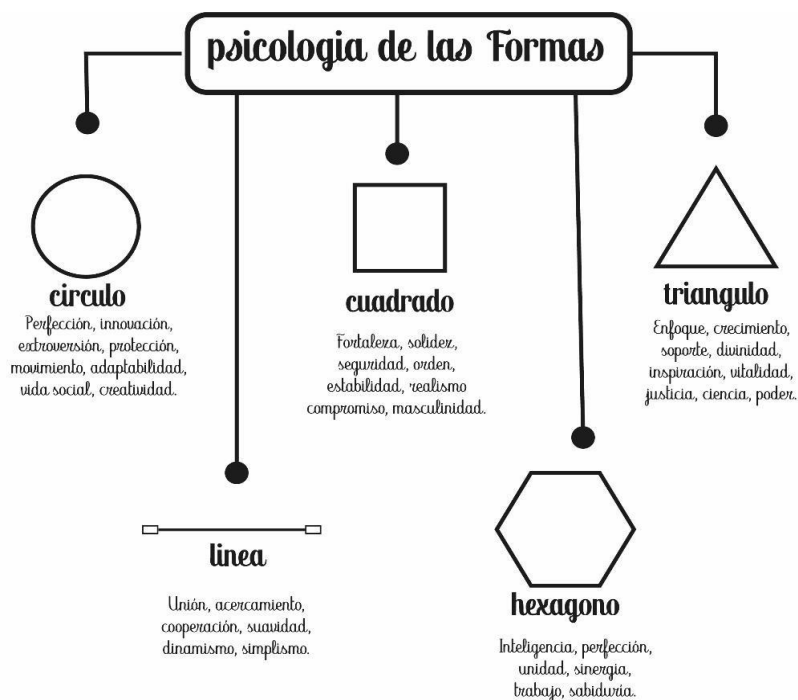 psicologia de las Formas
circulo
Perfección, innovación,
extroversión, protección,
movimiento, adaptabilidad,
vida social, creatividad.
cuadrado
Fortaleza, solidez,
seguridad, orden,
estabilidad, realismo
compromiso, masculinidad.
triangulo
Enfoque, crecimiento,
soporte, divinidad,
inspiración, vitalidad,
justicia, ciencia, poder.
linea
Unión, acercamiento,
cooperación, suavidad,
dinamismo, simplismo.
hexagono
Inteligencia, perfección,
unidad, sinergia,
trabajo, sabiduria.